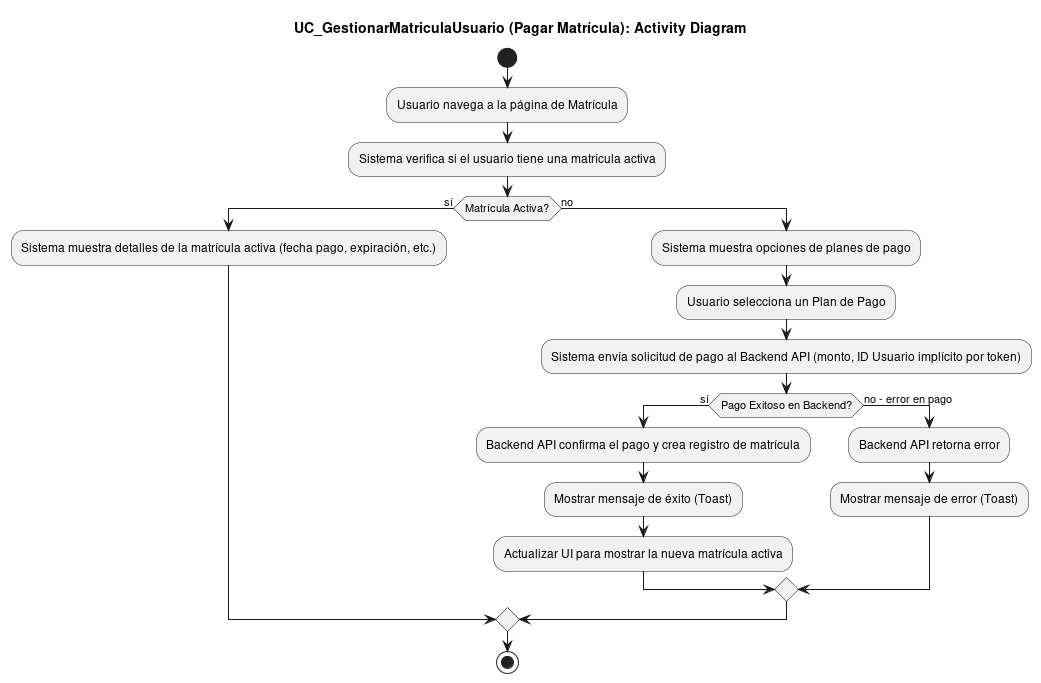 UC_GestionarMatriculaUsuario (Pagar Matrícula): Activity Diagram
Usuario navega a la página de Matrícula
Sistema verifica si el usuario tiene una matrícula activa
sí
Matrícula Activa?
no
Sistema muestra detalles de la matrícula activa (fecha pago, expiración, etc.)
Sistema muestra opciones de planes de pago
Usuario selecciona un Plan de Pago
Sistema envía solicitud de pago al Backend API (monto, ID Usuario implícito por token)
sí
Pago Exitoso en Backend?
no - error en pago
Backend API confirma el pago y crea registro de matrícula
Backend API retorna error
Mostrar mensaje de éxito (Toast)
Mostrar mensaje de error (Toast)
Actualizar UI para mostrar la nueva matrícula activa